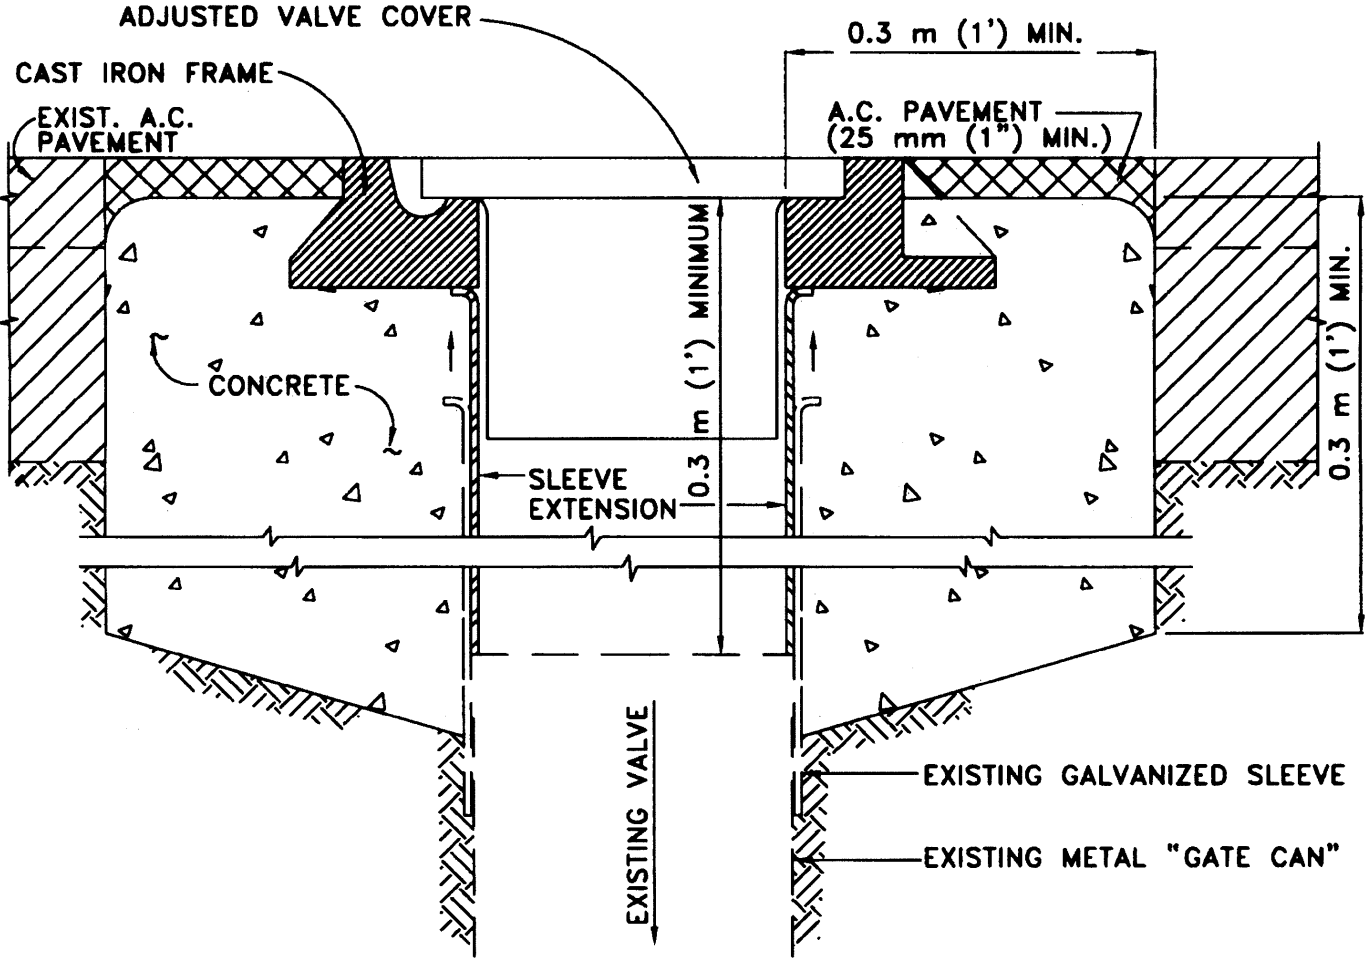 ADJUSTED VALVE COVER
0.3 m (1') MIN.
CAST IRON FRAME
EXIST. A.C.
PAVEMENT
A.C. PAVEMENT
(25 mm (1") MIN.)
0.3 m (1') MINIMUM
0.3 m (1') MIN.
CONCRETE
SLEEVE
EXTENSION
EXISTING VALVE
EXISTING GALVANIZED SLEEVE
EXISTING METAL "GATE CAN"